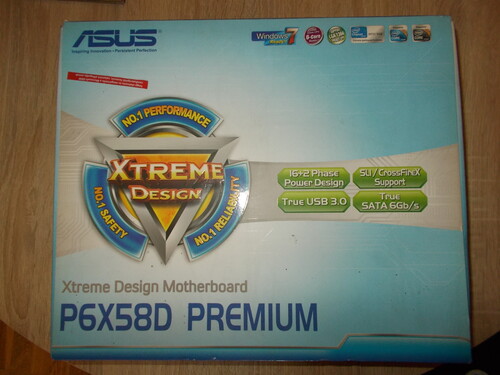 ASUS
Inspiring Innovation • Persistent Perfection
Windows 7
NO.1 PERFORMANCE
XTREME
DESIGN
NO.1 SAFETY
NO.1 RELIABILITY
16+2 Phase
Power Design
SLI / CrossFireX
Support
True USB 3.0
True
SATA 6Gb/s
Xtreme Design Motherboard
P6X58D PREMIUM